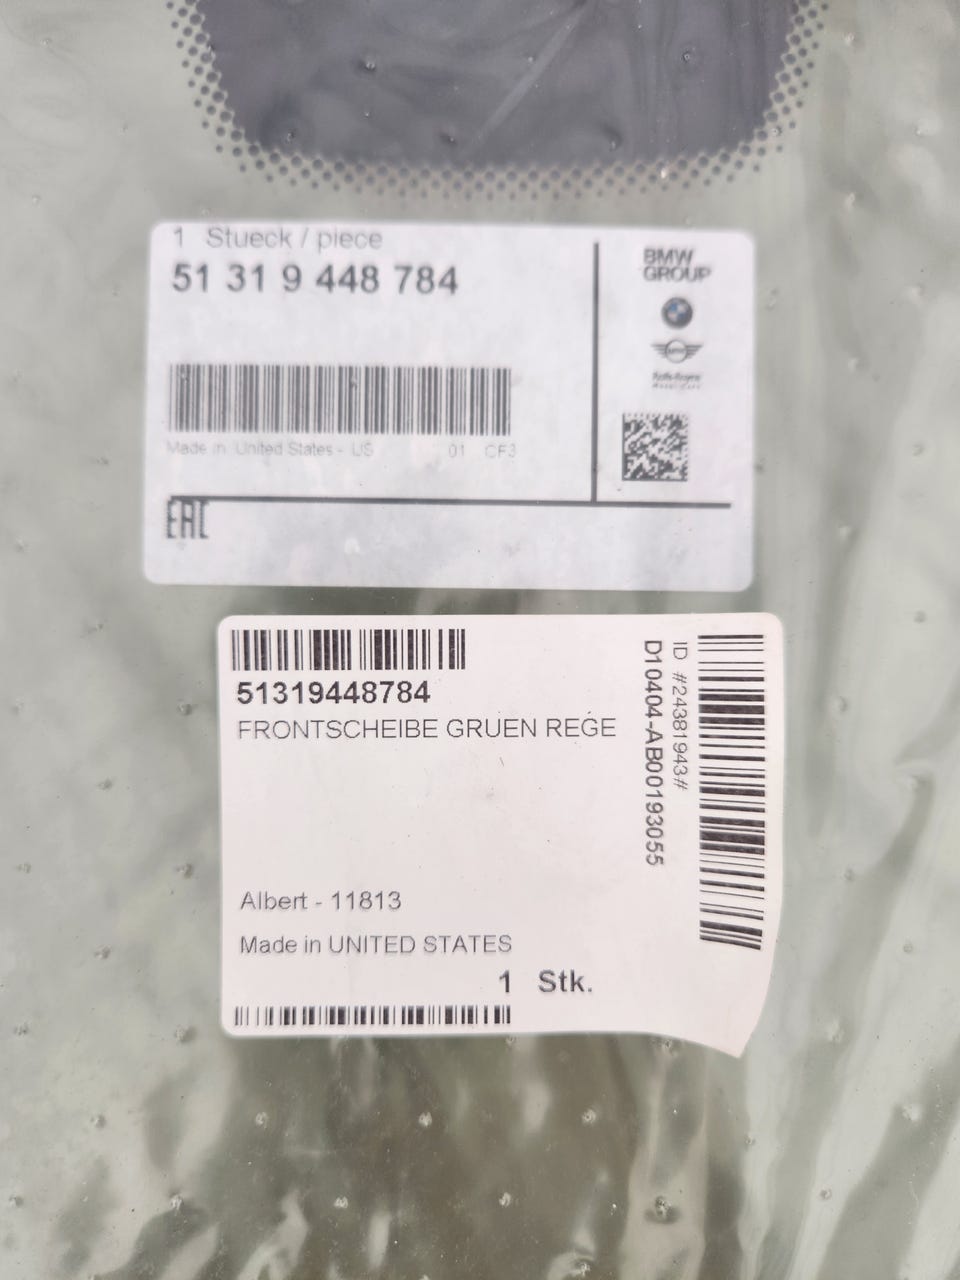 1 Stueck / piece
51 31 9 448 784
BMW
GROUP
Made in United States - US 01 CF3
EAC
51319448784
FRONTSCHEIBE GRUEN REGE
ID #24381943#
D10404-AB00193055
Albert - 11813
Made in UNITED STATES
1 Stk.